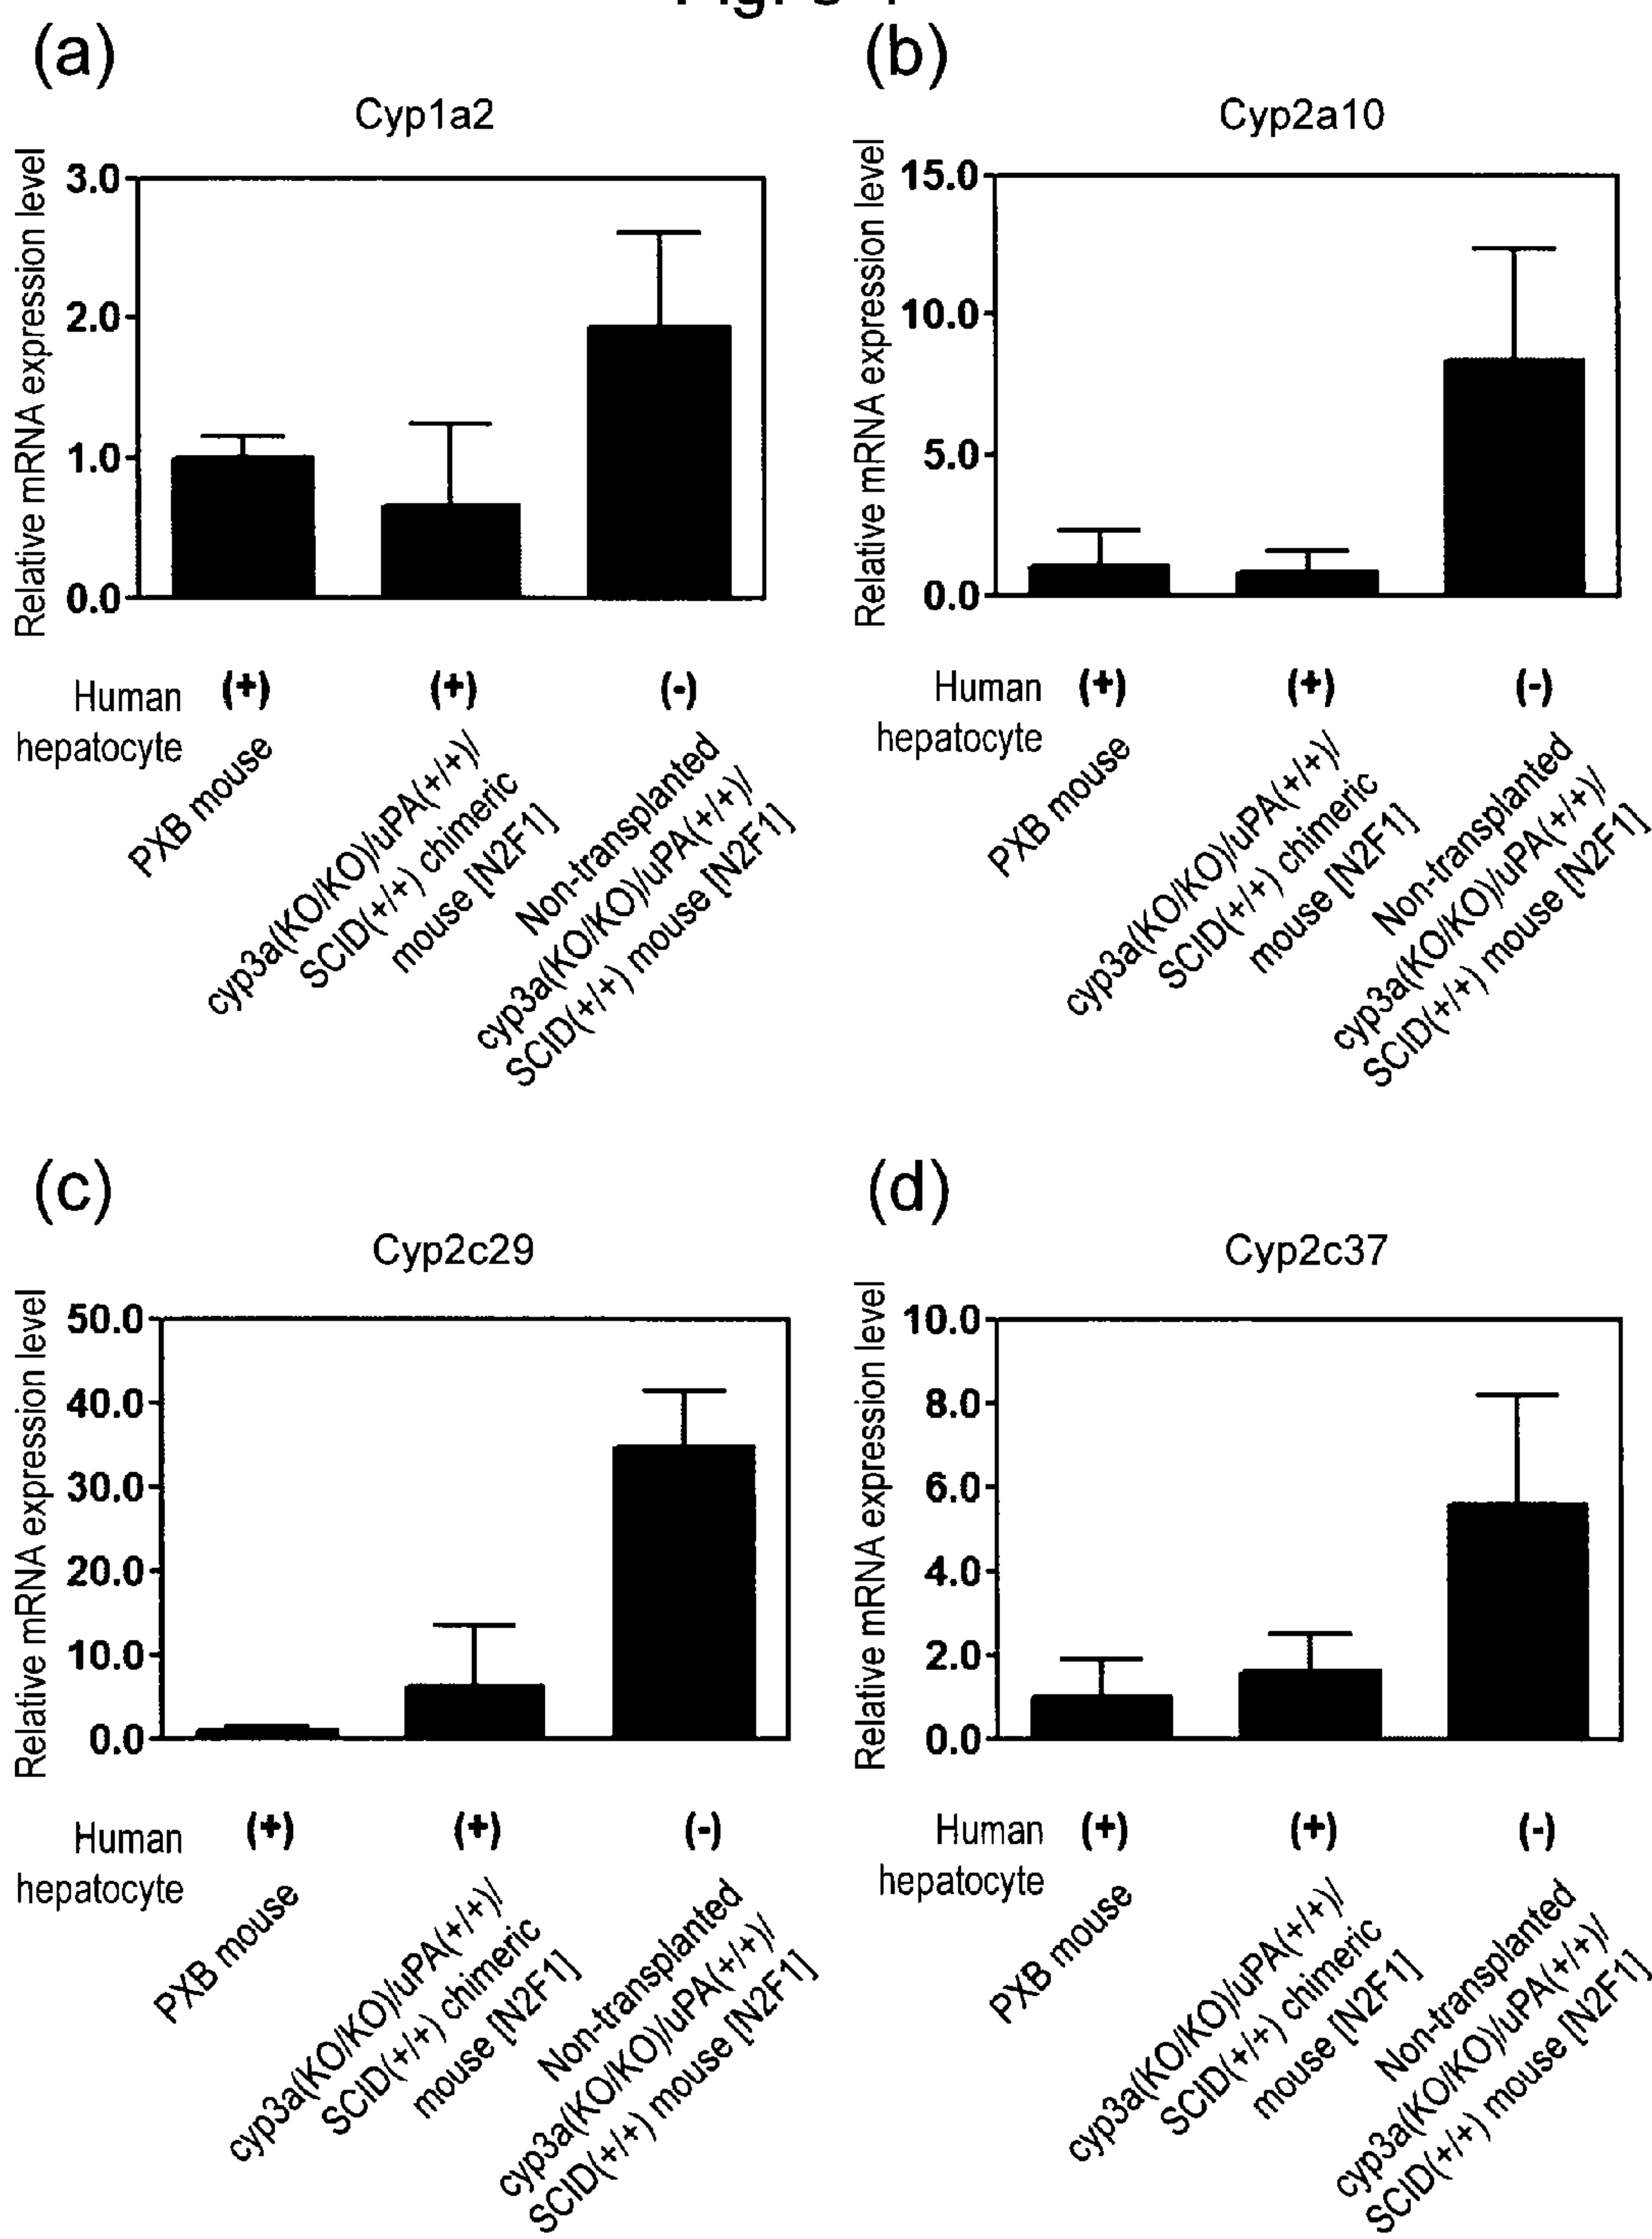 (a)
Cyp1a2
Relative mRNA expression level
3.0
2.0
1.0
0.0
Human
hepatocyte
(+)
(+)
(-)
PXB mouse
cyp3a(KO/KO)/uPA(+/+)/
SCID(+/+) chimeric
mouse [N2F1]
Non-transplanted
cyp3a(KO/KO)/uPA(+/+)/
SCID(+/+) mouse [N2F1]
(b)
Cyp2a10
Relative mRNA expression level
15.0
10.0
5.0
0.0
Human
hepatocyte
(+)
(+)
(-)
PXB mouse
cyp3a(KO/KO)/uPA(+/+)/
SCID(+/+) chimeric
mouse [N2F1]
Non-transplanted
cyp3a(KO/KO)/uPA(+/+)/
SCID(+/+) mouse [N2F1]
(c)
Cyp2c29
Relative mRNA expression level
50.0
40.0
30.0
20.0
10.0
0.0
Human
hepatocyte
(+)
(+)
(-)
PXB mouse
cyp3a(KO/KO)/uPA(+/+)/
SCID(+/+) chimeric
mouse [N2F1]
Non-transplanted
cyp3a(KO/KO)/uPA(+/+)/
SCID(+/+) mouse [N2F1]
(d)
Cyp2c37
Relative mRNA expression level
10.0
8.0
6.0
4.0
2.0
0.0
Human
hepatocyte
(+)
(+)
(-)
PXB mouse
cyp3a(KO/KO)/uPA(+/+)/
SCID(+/+) chimeric
mouse [N2F1]
Non-transplanted
cyp3a(KO/KO)/uPA(+/+)/
SCID(+/+) mouse [N2F1]